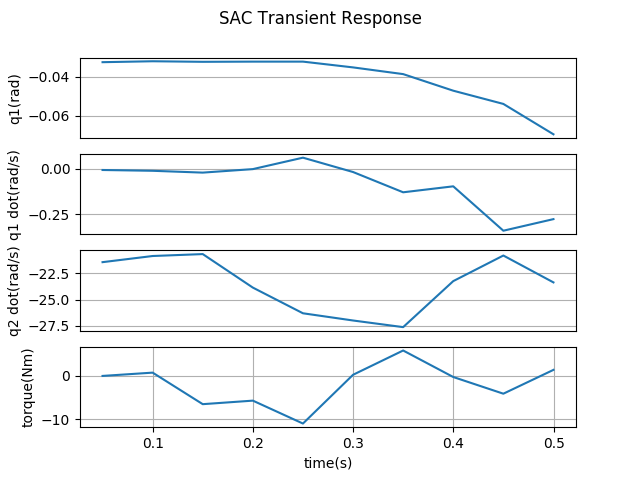 SAC Transient Response
q1(rad)
−0.04
−0.06
q1 dot(rad/s)
0.00
−0.25
q2 dot(rad/s)
−22.5
−25.0
−27.5
torque(Nm)
0
−10
0.1 0.2 0.3 0.4 0.5
time(s)